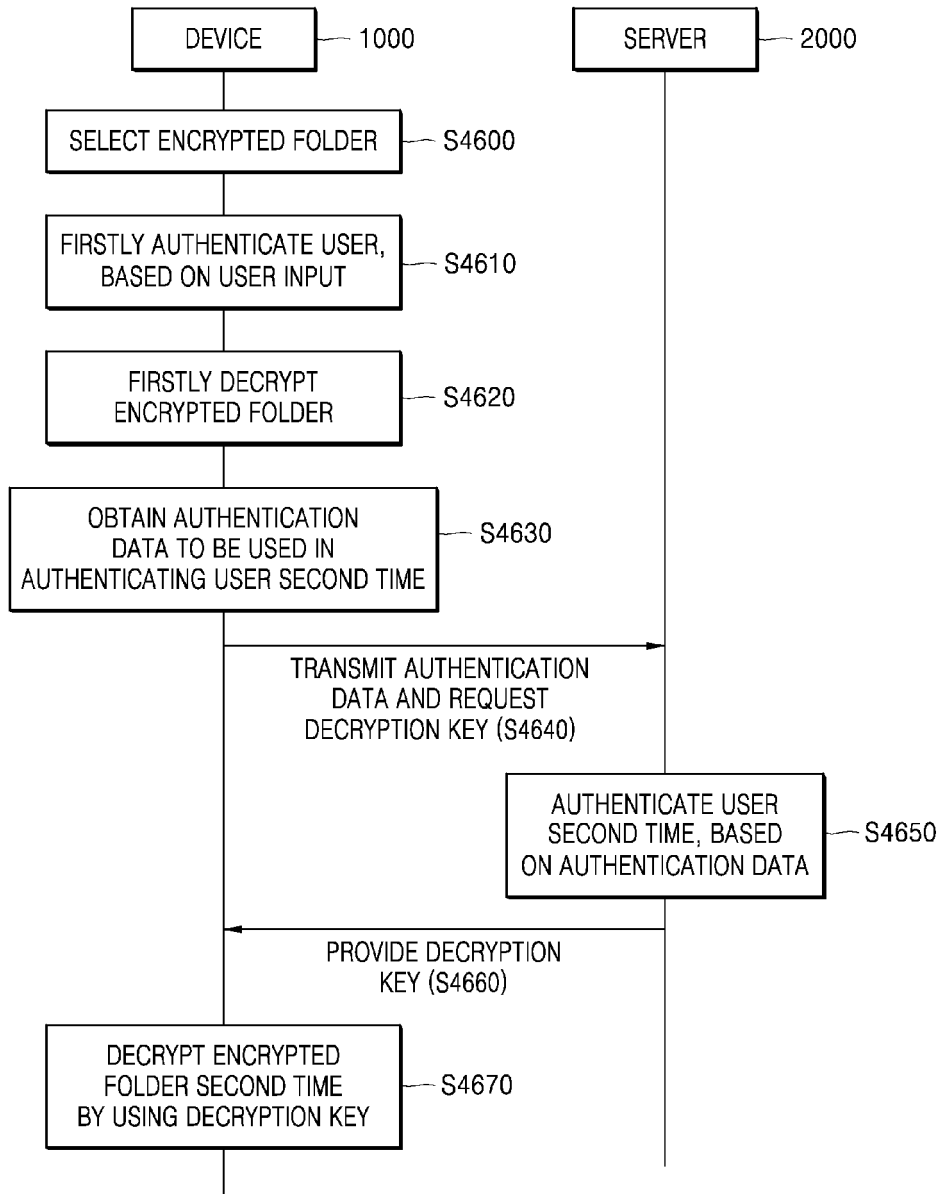 DEVICE
1000
SERVER
2000
SELECT ENCRYPTED FOLDER
S4600
FIRSTLY AUTHENTICATE USER,
BASED ON USER INPUT
S4610
FIRSTLY DECRYPT
ENCRYPTED FOLDER
S4620
OBTAIN AUTHENTICATION
DATA TO BE USED IN
AUTHENTICATING USER SECOND TIME
S4630
TRANSMIT AUTHENTICATION
DATA AND REQUEST
DECRYPTION KEY (S4640)
AUTHENTICATE USER
SECOND TIME, BASED
ON AUTHENTICATION DATA
S4650
PROVIDE DECRYPTION
KEY (S4660)
DECRYPT ENCRYPTED
FOLDER SECOND TIME
BY USING DECRYPTION KEY
S4670